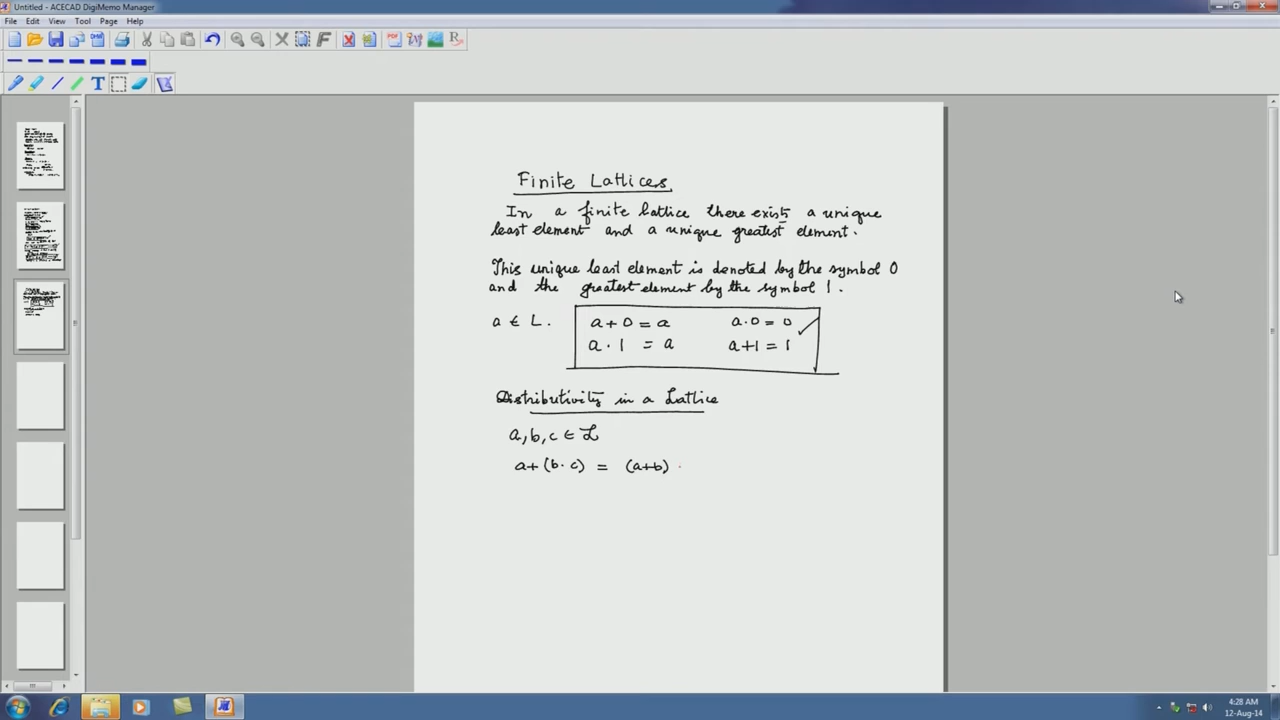 Untitled - ACECAD DigiMemo Manager
File Edit View Tool Page Help
Finite Lattices
In a finite lattice there exists a unique
least element and a unique greatest element.
This unique least element is denoted by the symbol 0
and the greatest element by the symbol 1.
a ∈ L. a + 0 = a a·0 = 0
a · 1 = a a+1 = 1
Distributivity in a Lattice
a, b, c ∈ L
a+(b·c) = (a+b) ·
4:28 AM
12-Aug-14